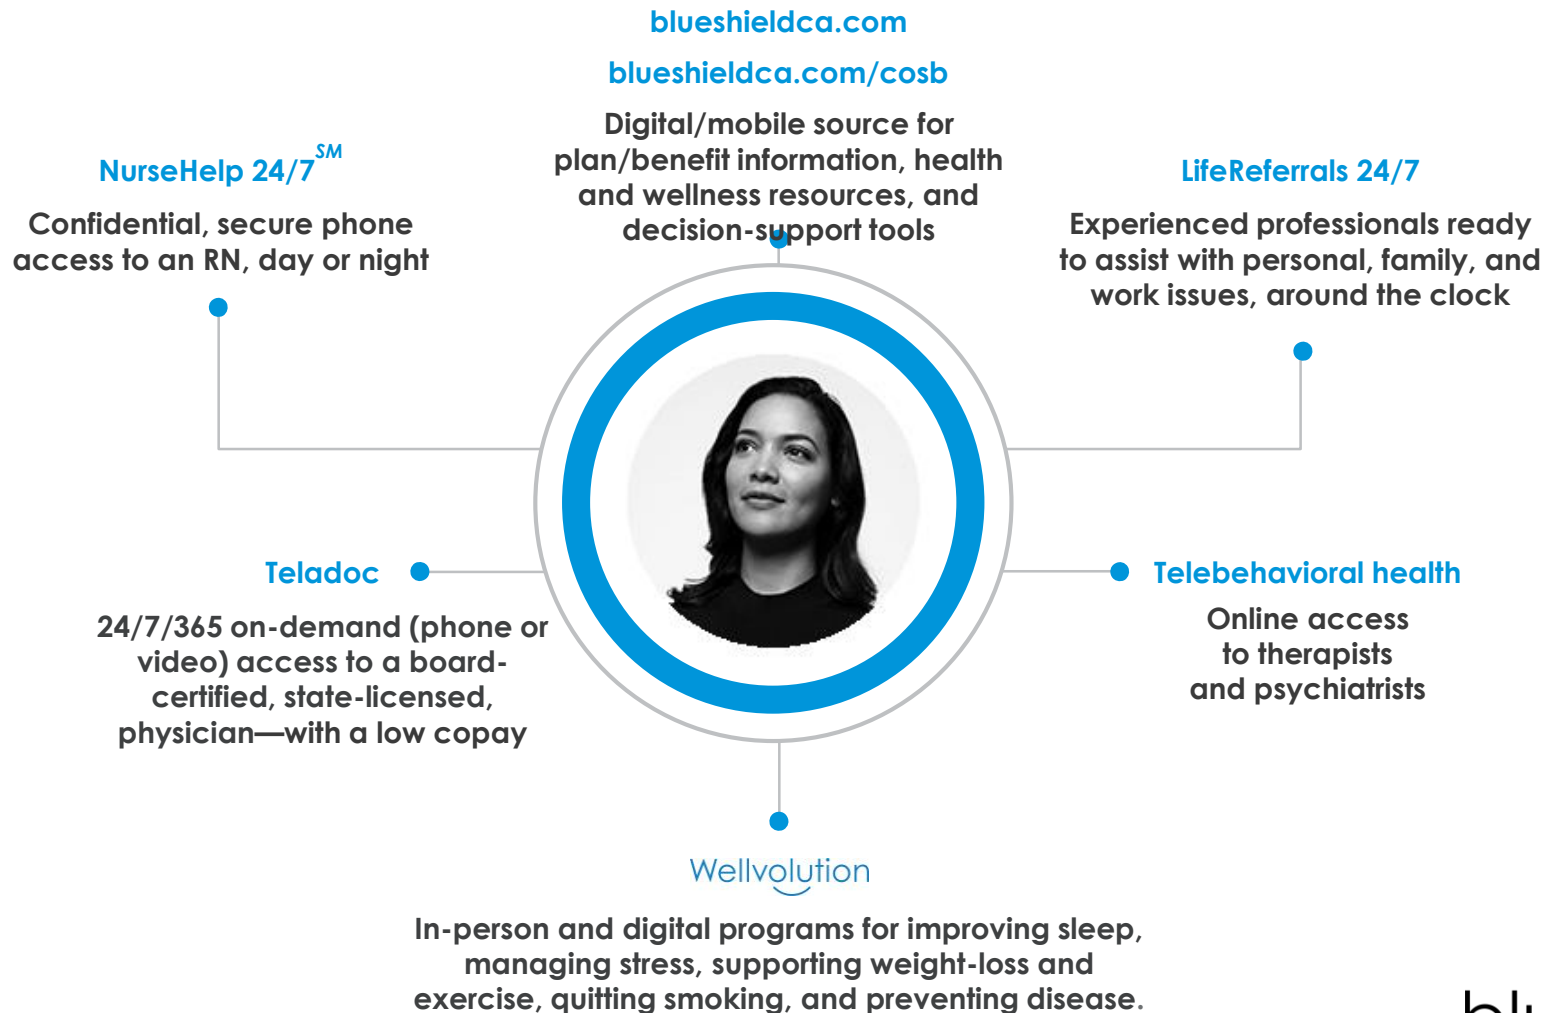 blueshieldca.com
blueshieldca.com/cosb
Digital/mobile source for
plan/benefit information, health
and wellness resources, and
decision-support tools
NurseHelp 24/7SM
Confidential, secure phone
access to an RN, day or night
LifeReferrals 24/7
Experienced professionals ready
to assist with personal, family, and
work issues, around the clock
Teladoc
24/7/365 on-demand (phone or
video) access to a board-
certified, state-licensed,
physician—with a low copay
Telebehavioral health
Online access
to therapists
and psychiatrists
Wellvolution
In-person and digital programs for improving sleep,
managing stress, supporting weight-loss and
exercise, quitting smoking, and preventing disease.